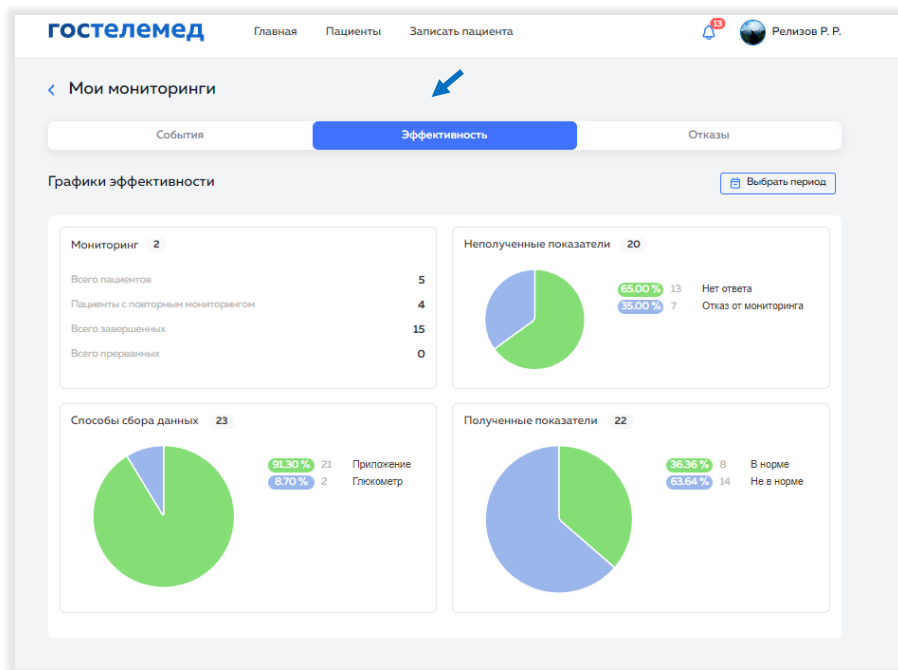 гостелемед Главная Пациенты Записать пациента 13 Релизов Р. Р.
Мои мониторинги
События Эффективность Отказы
Графики эффективности Выбрать период
Мониторинг 2
Всего пациентов 5
Пациенты с повторным мониторингом 4
Всего завершенных 15
Всего прерванных 0
Неполученные показатели 20
65.00 % 13 Нет ответа
35.00 % 7 Отказ от мониторинга
Способы сбора данных 23
91.30 % 21 Приложение
8.70 % 2 Глюкометр
Полученные показатели 22
36.36 % 8 В норме
63.64 % 14 Не в норме